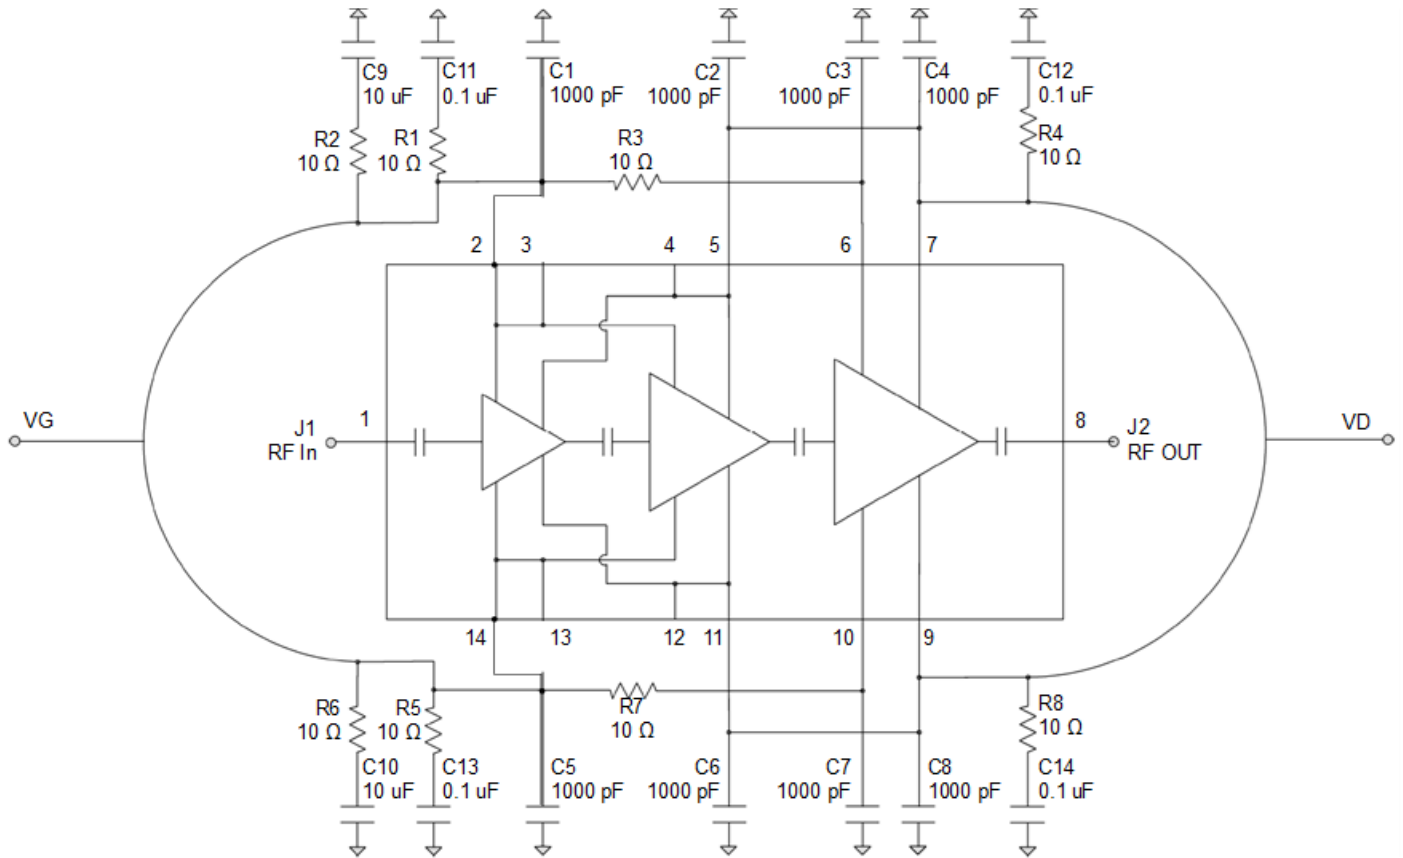 C9
10 uF
C11
0.1 uF
C1
1000 pF
C2
1000 pF
C3
1000 pF
C4
1000 pF
C12
0.1 uF
R2
10 Ω
R1
10 Ω
R3
10 Ω
R4
10 Ω
2
3
4
5
6
7
VG
J1
RF In
1
8
J2
RF OUT
VD
14
13
12
11
10
9
R6
10 Ω
R5
10 Ω
R7
10 Ω
R8
10 Ω
C10
10 uF
C13
0.1 uF
C5
1000 pF
C6
1000 pF
C7
1000 pF
C8
1000 pF
C14
0.1 uF